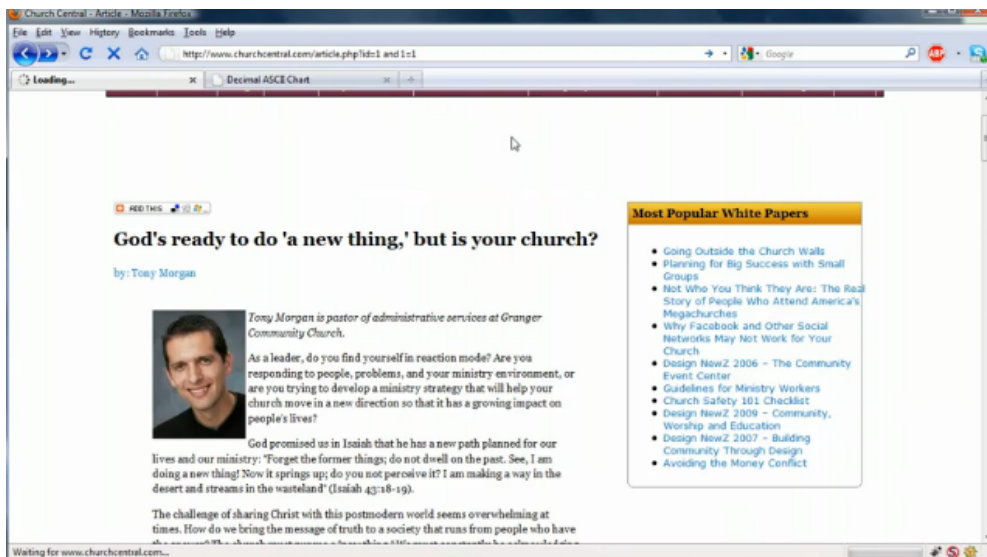 Church Central - Article - Mozilla Firefox
File Edit View History Bookmarks Tools Help
http://www.churchcentral.com/article.php?id=1 and 1=1
Google
ABP
Loading...
Decimal ASCII Chart
ADD THIS
God's ready to do 'a new thing,' but is your church?
by: Tony Morgan
Tony Morgan is pastor of administrative services at Granger
Community Church.
As a leader, do you find yourself in reaction mode? Are you
responding to people, problems, and your ministry environment, or
are you trying to develop a ministry strategy that will help your
church move in a new direction so that it has a growing impact on
people's lives?
God promised us in Isaiah that he has a new path planned for our
lives and our ministry: "Forget the former things; do not dwell on the past. See, I am
doing a new thing! Now it springs up; do you not perceive it? I am making a way in the
desert and streams in the wasteland" (Isaiah 43:18-19).
The challenge of sharing Christ with this postmodern world seems overwhelming at
times. How do we bring the message of truth to a society that runs from people who have
Most Popular White Papers
Going Outside the Church Walls
Planning for Big Success with Small
Groups
Not Who You Think They Are: The Real
Story of People Who Attend America's
Megachurches
Why Facebook and Other Social
Networks May Not Work for Your
Church
Design NewZ 2006 - The Community
Event Center
Guidelines for Ministry Workers
Church Safety 101 Checklist
Design NewZ 2009 - Community,
Worship and Education
Design NewZ 2007 - Building
Community Through Design
Avoiding the Money Conflict
Waiting for www.churchcentral.com...